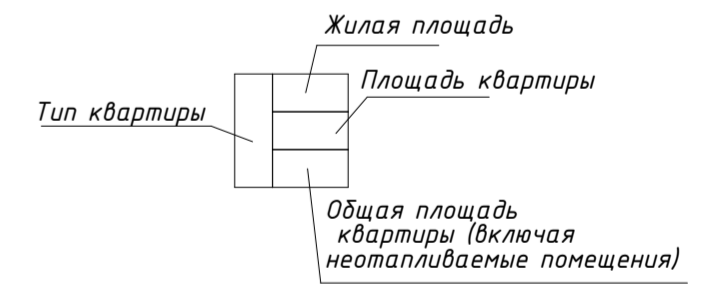 Жилая площадь
Площадь квартиры
Тип квартиры
Общая площадь
квартиры (включая
неотапливаемые помещения)